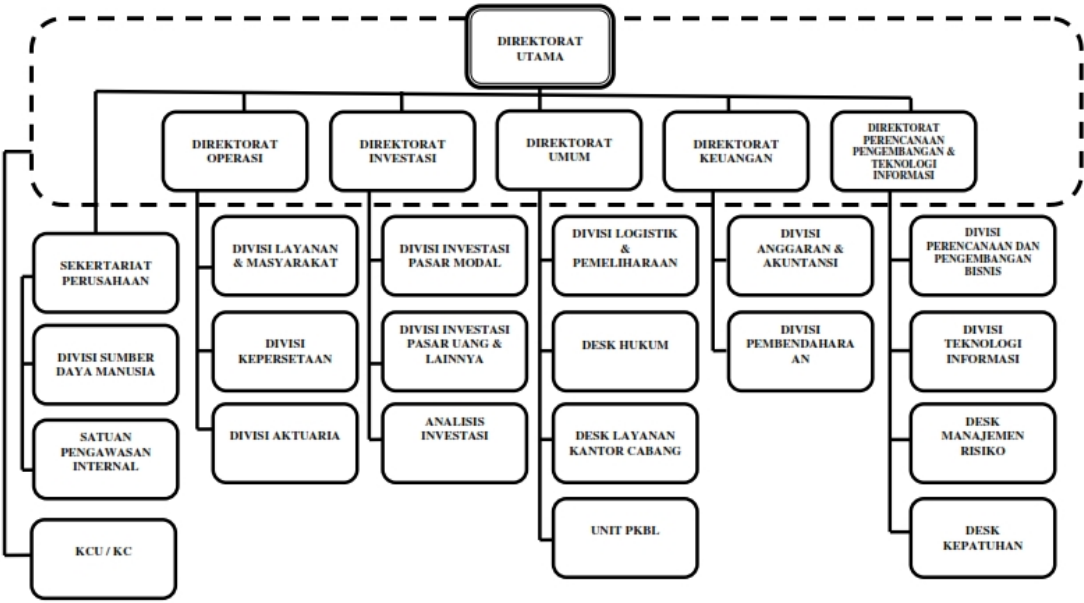 DIREKTORAT
UTAMA
DIREKTORAT
OPERASI
DIREKTORAT
INVESTASI
DIREKTORAT
UMUM
DIREKTORAT
KEUANGAN
DIREKTORAT
PERENCANAAN
PENGEMBANGAN &
TEKNOLOGI
INFORMASI
SEKERTARIAT
PERUSAHAAN
DIVISI SUMBER
DAYA MANUSIA
SATUAN
PENGAWASAN
INTERNAL
KCU / KC
DIVISI LAYANAN
& MASYARAKAT
DIVISI
KEPERSETAAN
DIVISI AKTUARIA
DIVISI INVESTASI
PASAR MODAL
DIVISI INVESTASI
PASAR UANG &
LAINNYA
ANALISIS
INVESTASI
DIVISI LOGISTIK
&
PEMELIHARAAN
DESK HUKUM
DESK LAYANAN
KANTOR CABANG
UNIT PKBL
DIVISI
ANGGARAN &
AKUNTANSI
DIVISI
PEMBENDAHARA
AN
DIVISI
PERENCANAAN DAN
PENGEMBANGAN
BISNIS
DIVISI
TEKNOLOGI
INFORMASI
DESK
MANAJEMEN
RISIKO
DESK
KEPATUHAN